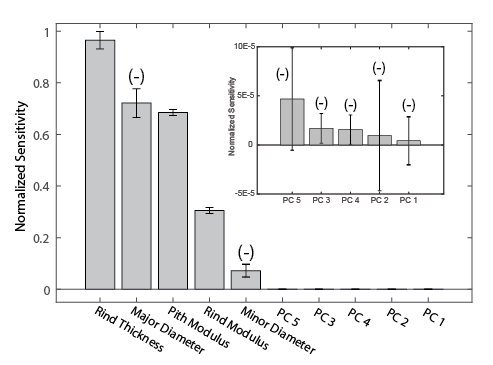 1
0.8
0.6
0.4
0.2
0
Normalized Sensitivity
(-)
(-)
Rind Thickness
Major Diameter
Pith Modulus
Rind Modulus
Minor Diameter
PC 5
PC 3
PC 4
PC 2
PC 1
10E-5
5E-5
0
-5E-5
Normalized Sensitivity
(-)
(-)
(-)
(-)
(-)
PC 5
PC 3
PC 4
PC 2
PC 1